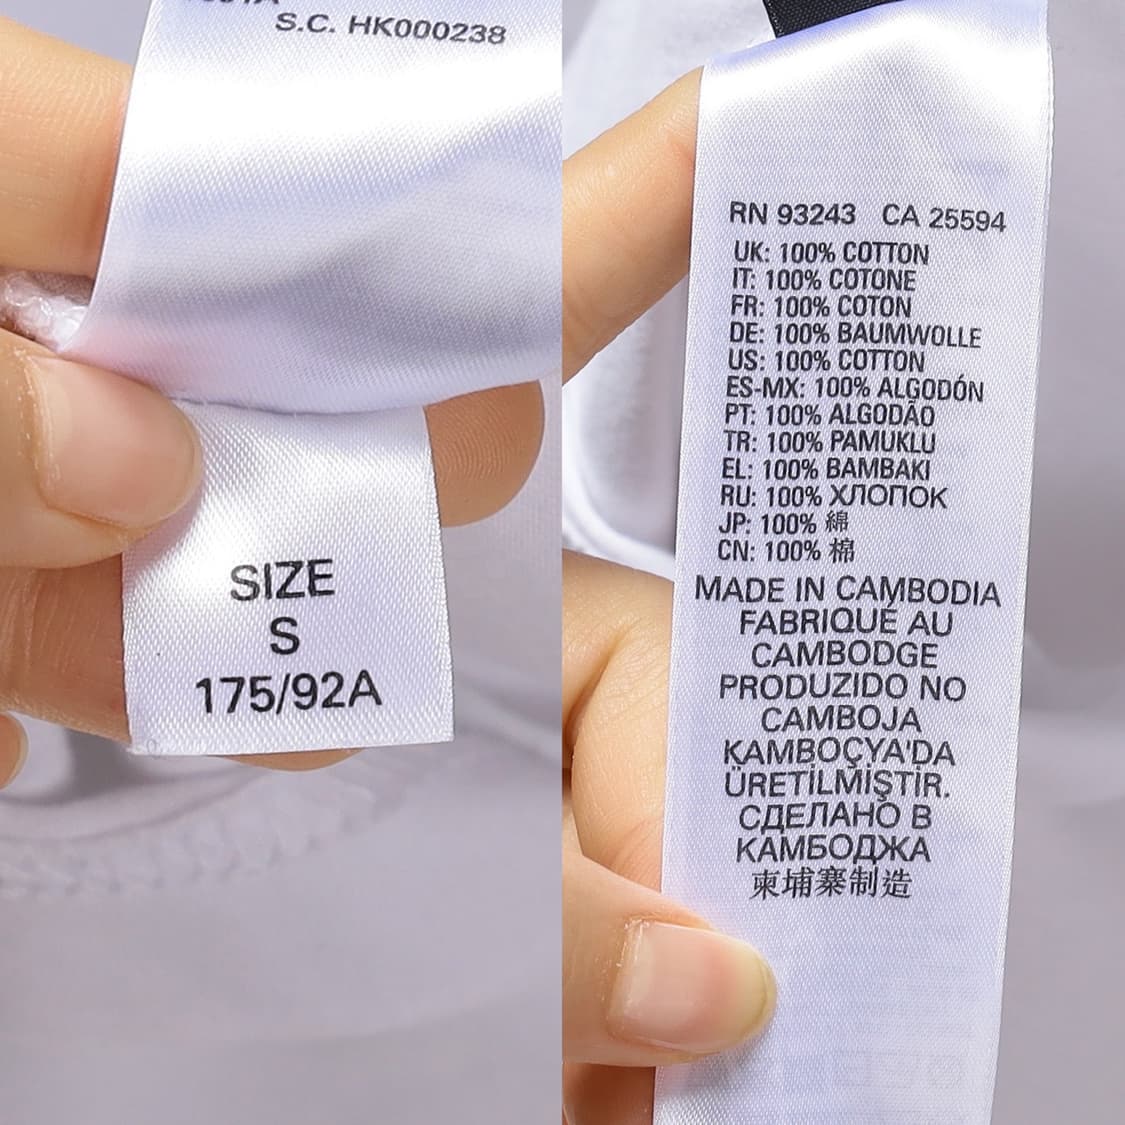 S.C. HK000238
SIZE
S
175/92A
RN 93243 CA 25594
UK: 100% COTTON
IT: 100% COTONE
FR: 100% COTON
DE: 100% BAUMWOLLE
US: 100% COTTON
ES-MX: 100% ALGODÓN
PT: 100% ALGODÃO
TR: 100% PAMUKLU
EL: 100% BAMBAKI
RU: 100% ХЛОПОК
JP: 100% 綿
CN: 100% 棉
MADE IN CAMBODIA
FABRIQUÉ AU
CAMBODGE
PRODUZIDO NO
CAMBOJA
KAMBOÇYA'DA
ÜRETİLMİŞTİR.
СДЕЛАНО В
КАМБОДЖА
柬埔寨制造